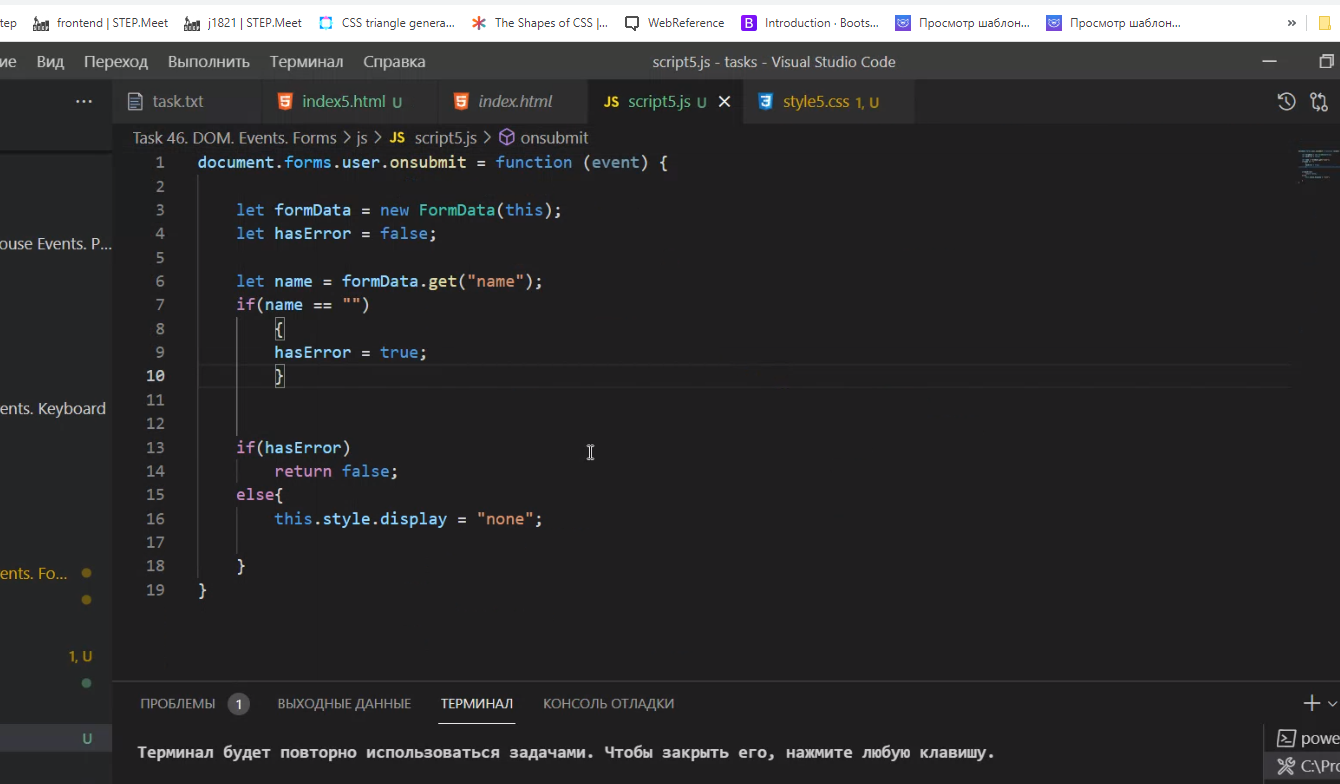 tep frontend | STEP.Meet j1821 | STEP.Meet CSS triangle genera... The Shapes of CSS |... WebReference Introduction · Boots... Просмотр шаблон... Просмотр шаблон... »
ие Вид Переход Выполнить Терминал Справка script5.js - tasks - Visual Studio Code
... task.txt index5.html U index.html JS script5.js U style5.css 1, U
Task 46. DOM. Events. Forms > js > JS script5.js > onsubmit
1 document.forms.user.onsubmit = function (event) {
2
3 let formData = new FormData(this);
4 let hasError = false;
ouse Events. P...
5
6 let name = formData.get("name");
7 if(name == "")
8 {
9 hasError = true;
10 }
ents. Keyboard
11
12
13 if(hasError)
14 return false;
15 else{
16 this.style.display = "none";
17
18 }
ents. Fo...
19 }
1, U
ПРОБЛЕМЫ 1 ВЫХОДНЫЕ ДАННЫЕ ТЕРМИНАЛ КОНСОЛЬ ОТЛАДКИ
U
Терминал будет повторно использоваться задачами. Чтобы закрыть его, нажмите любую клавишу.
powe
C:\Pro